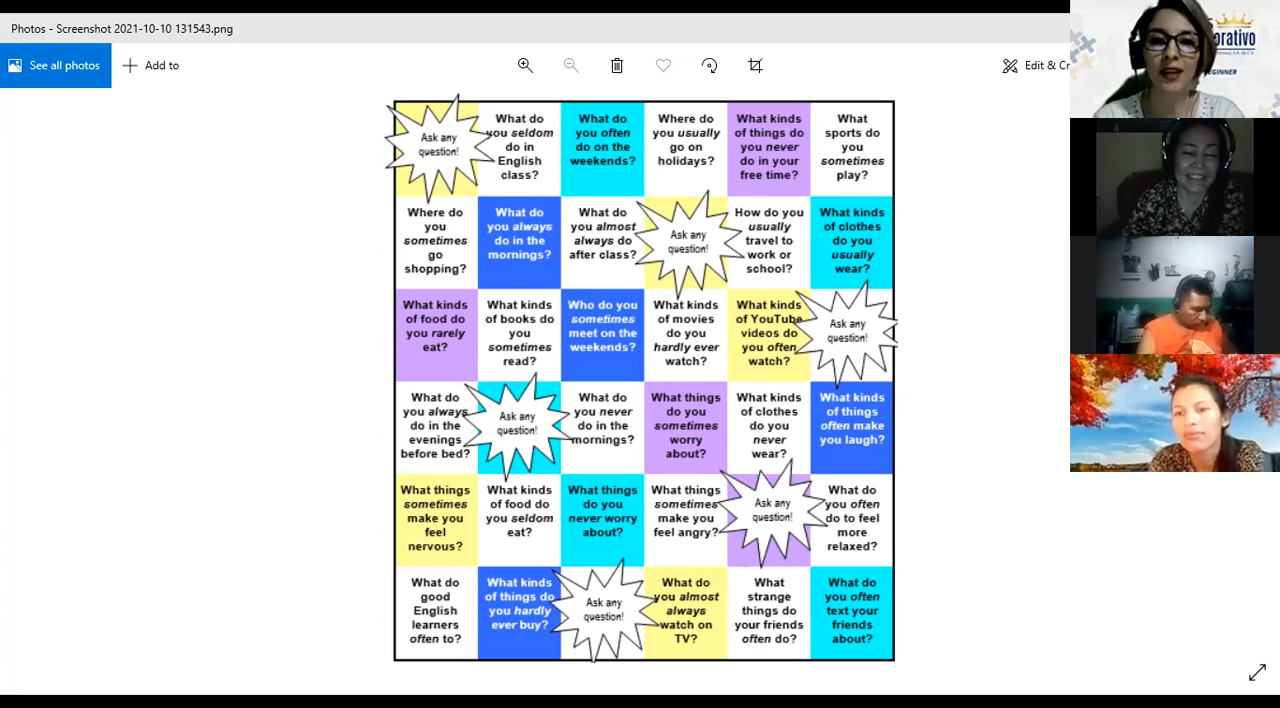 Photos - Screenshot 2021-10-10 131543.png
See all photos
Add to
Edit & Cr
orativo
BEGINNER
Ask any
question!
What do
you seldom
do in
English
class?
What do
you often
do on the
weekends?
Where do
you usually
go on
holidays?
What kinds
of things do
you never
do in your
free time?
What
sports do
you
sometimes
play?
Where do
you
sometimes
go
shopping?
What do
you always
do in the
mornings?
What do
you almost
always do
after class?
Ask any
question!
How do you
usually
travel to
work or
school?
What kinds
of clothes
do you
usually
wear?
What kinds
of food do
you rarely
eat?
What kinds
of books do
you
sometimes
read?
Who do you
sometimes
meet on the
weekends?
What kinds
of movies
do you
hardly ever
watch?
What kinds
of YouTube
videos do
you often
watch?
Ask any
question!
What do
you always
do in the
evenings
before bed?
Ask any
question!
What do
you never
do in the
mornings?
What things
do you
sometimes
worry
about?
What kinds
of clothes
do you
never
wear?
What kinds
of things
often make
you laugh?
What things
sometimes
make you
feel
nervous?
What kinds
of food do
you seldom
eat?
What things
do you
never worry
about?
What things
sometimes
make you
feel angry?
Ask any
question!
What do
you often
do to feel
more
relaxed?
What do
good
English
learners
often to?
What kinds
of things do
you hardly
ever buy?
Ask any
question!
What do
you almost
always
watch on
TV?
What
strange
things do
your friends
often do?
What do
you often
text your
friends
about?